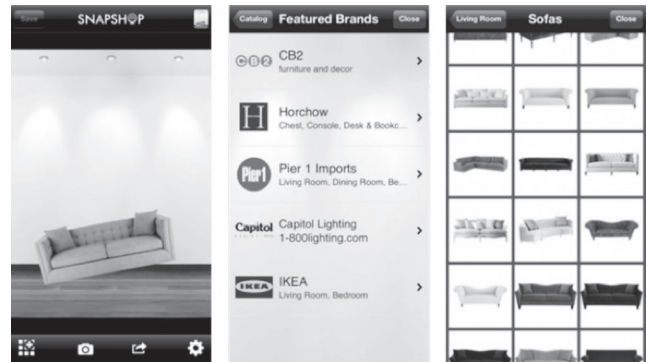 Save
SNAPSHOP
Catalog
Featured Brands
Close
CB2
CB2
furniture and decor
H
Horchow
Chest, Console, Desk & Bookc...
Pier1
Pier 1 Imports
Living Room, Dining Room, Be...
Capitol
Capitol Lighting
1-800lighting.com
IKEA
IKEA
Living Room, Bedroom
Living Room
Sofas
Close